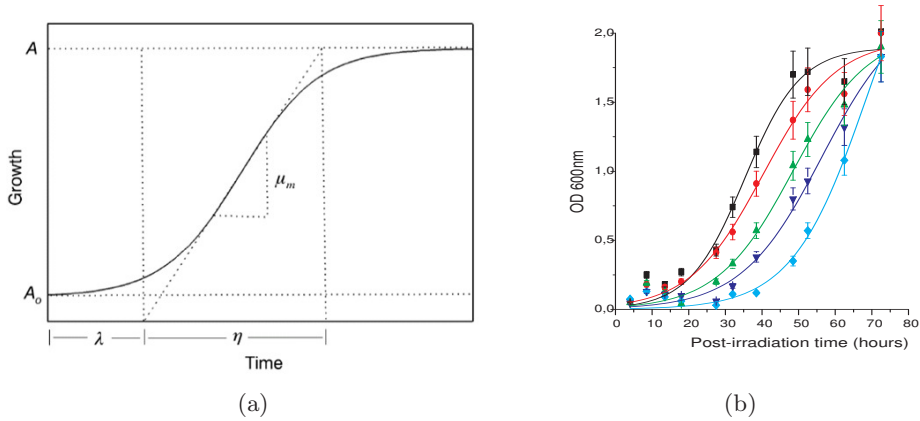 A
Growth
μm
Ao
λ
η
Time
(a)
2,0
1,5
1,0
0,5
0,0
OD 600nm
0 10 20 30 40 50 60 70 80
Post-irradiation time (hours)
(b)